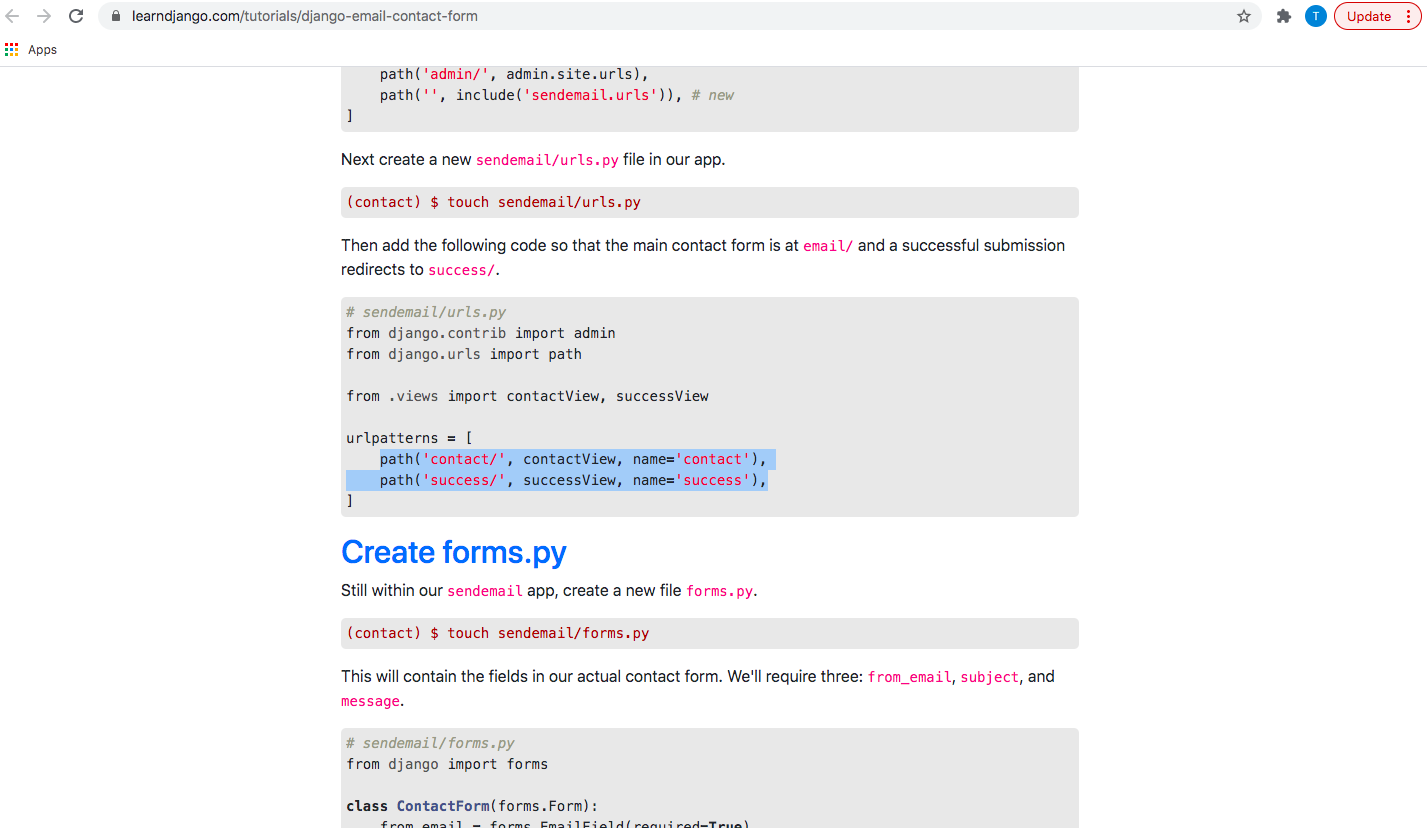 learndjango.com/tutorials/django-email-contact-form
T
Update
Apps
path('admin/', admin.site.urls),
path('', include('sendemail.urls')), # new
]
Next create a new sendemail/urls.py file in our app.
(contact) $ touch sendemail/urls.py
Then add the following code so that the main contact form is at email/ and a successful submission
redirects to success/.
# sendemail/urls.py
from django.contrib import admin
from django.urls import path
from .views import contactView, successView
urlpatterns = [
path('contact/', contactView, name='contact'),
path('success/', successView, name='success'),
]
Create forms.py
Still within our sendemail app, create a new file forms.py.
(contact) $ touch sendemail/forms.py
This will contain the fields in our actual contact form. We'll require three: from_email, subject, and
message.
# sendemail/forms.py
from django import forms
class ContactForm(forms.Form):
from_email = forms.EmailField(required=True)